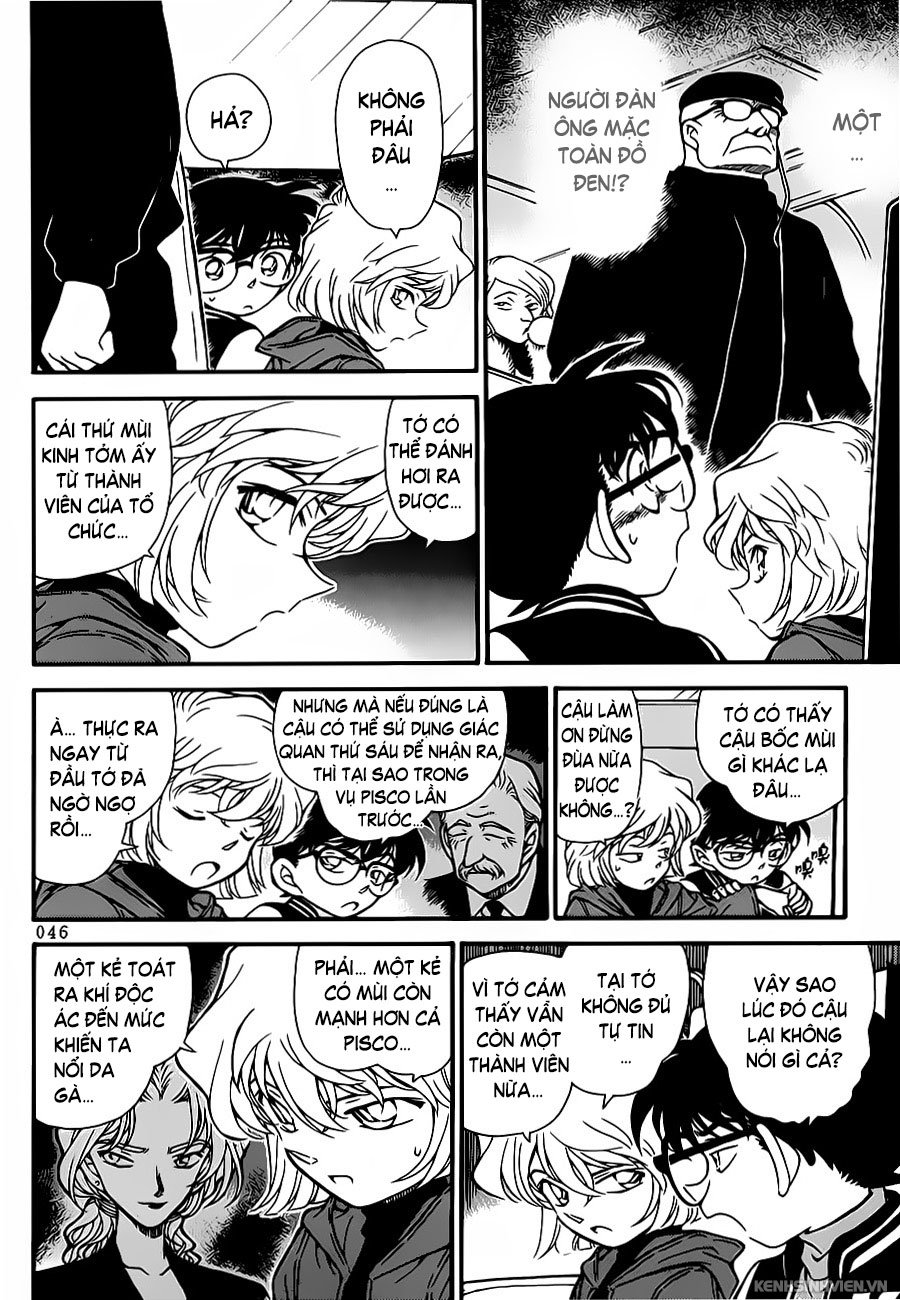 MỘT
...
NGƯỜI ĐÀN
ÔNG MẶC
TOÀN ĐỒ
ĐEN!?
KHÔNG
PHẢI
ĐÂU
...
HẢ?
TỚ CÓ
THỂ ĐÁNH
HƠI RA
ĐƯỢC...
CÁI THỨ MÙI
KINH TỞM ẤY
TỪ THÀNH
VIÊN CỦA TỔ
CHỨC...
TỚ CÓ THẤY
CẬU BỐC MÙI
GÌ KHÁC LẠ
ĐÂU...
CẬU LÀM
ƠN ĐỪNG
ĐÙA NỮA
ĐƯỢC
KHÔNG...?
NHƯNG MÀ NẾU ĐÚNG LÀ
CẬU CÓ THỂ SỬ DỤNG GIÁC
QUAN THỨ SÁU ĐỂ NHẬN RA,
THÌ TẠI SAO TRONG
VỤ PISCO LẦN
TRƯỚC...
À... THỰC RA
NGAY TỪ
ĐẦU TỚ ĐÃ
NGỜ NGỢ
RỒI...
046
VẬY SAO
LÚC ĐÓ CẬU
LẠI KHÔNG
NÓI GÌ CẢ?
TẠI TỚ
KHÔNG ĐỦ
TỰ TIN
...
VÌ TỚ CẢM
THẤY VẪN
CÒN MỘT
THÀNH VIÊN
NỮA...
PHẢI... MỘT KẺ
CÓ MÙI CÒN
MẠNH HƠN CẢ
PISCO...
MỘT KẺ TOÁT
RA KHÍ ĐỘC
ÁC ĐẾN MỨC
KHIẾN TA
NỔI DA
GÀ...
KENHSINHVIEN.VN